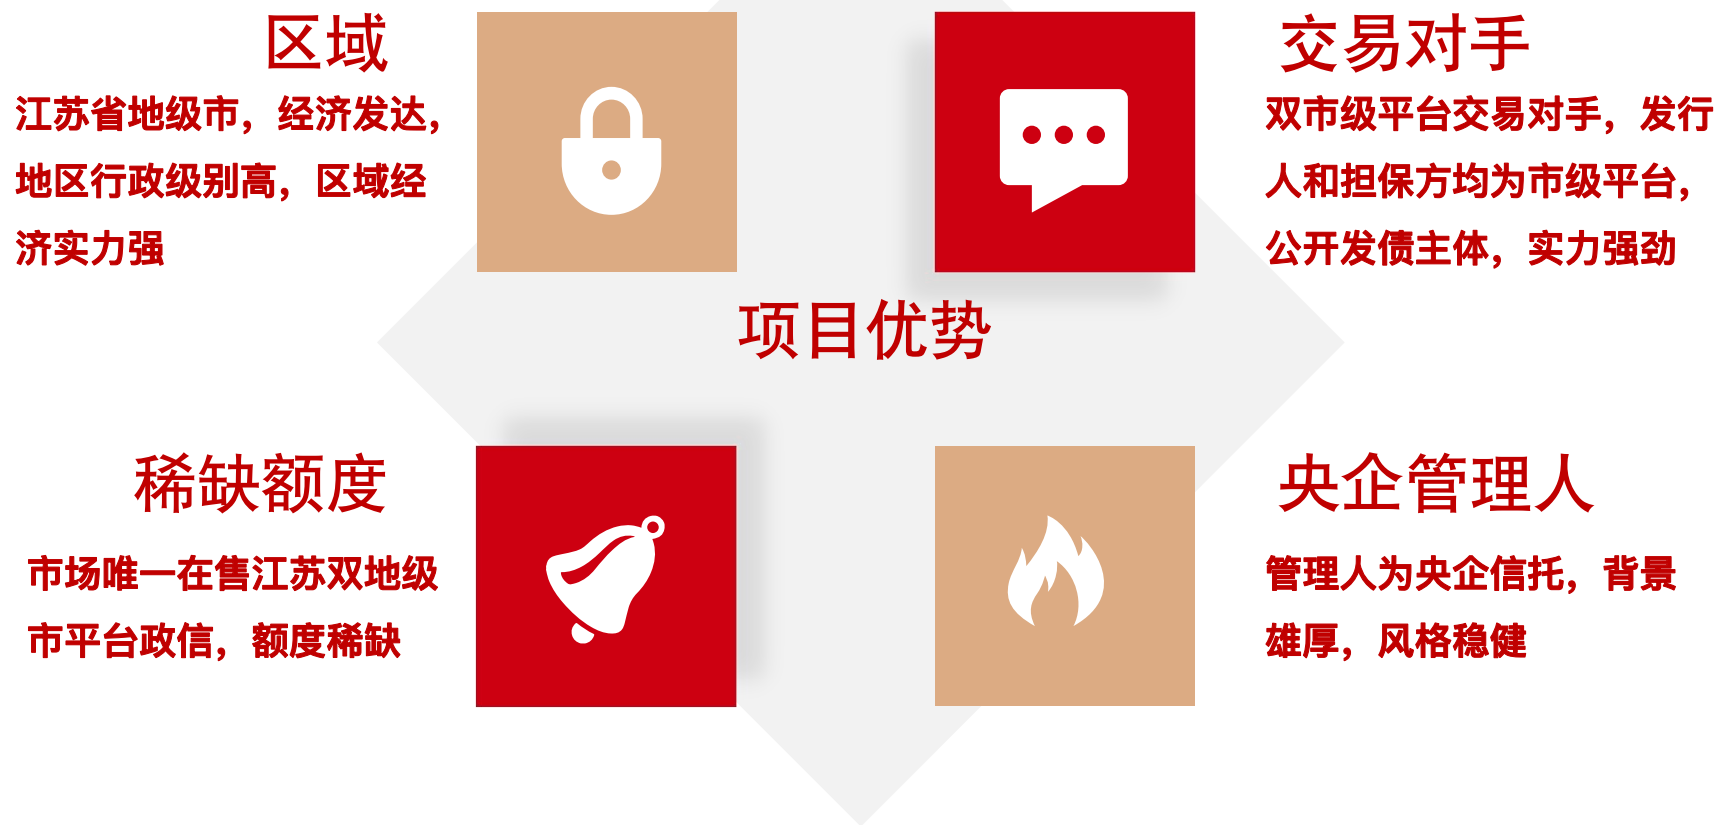 区域
江苏省地级市，经济发达，
地区行政级别高，区域经
济实力强
交易对手
双市级平台交易对手，发行
人和担保方均为市级平台，
公开发债主体，实力强劲
项目优势
稀缺额度
市场唯一在售江苏双地级
市平台政信，额度稀缺
央企管理人
管理人为央企信托，背景
雄厚，风格稳健